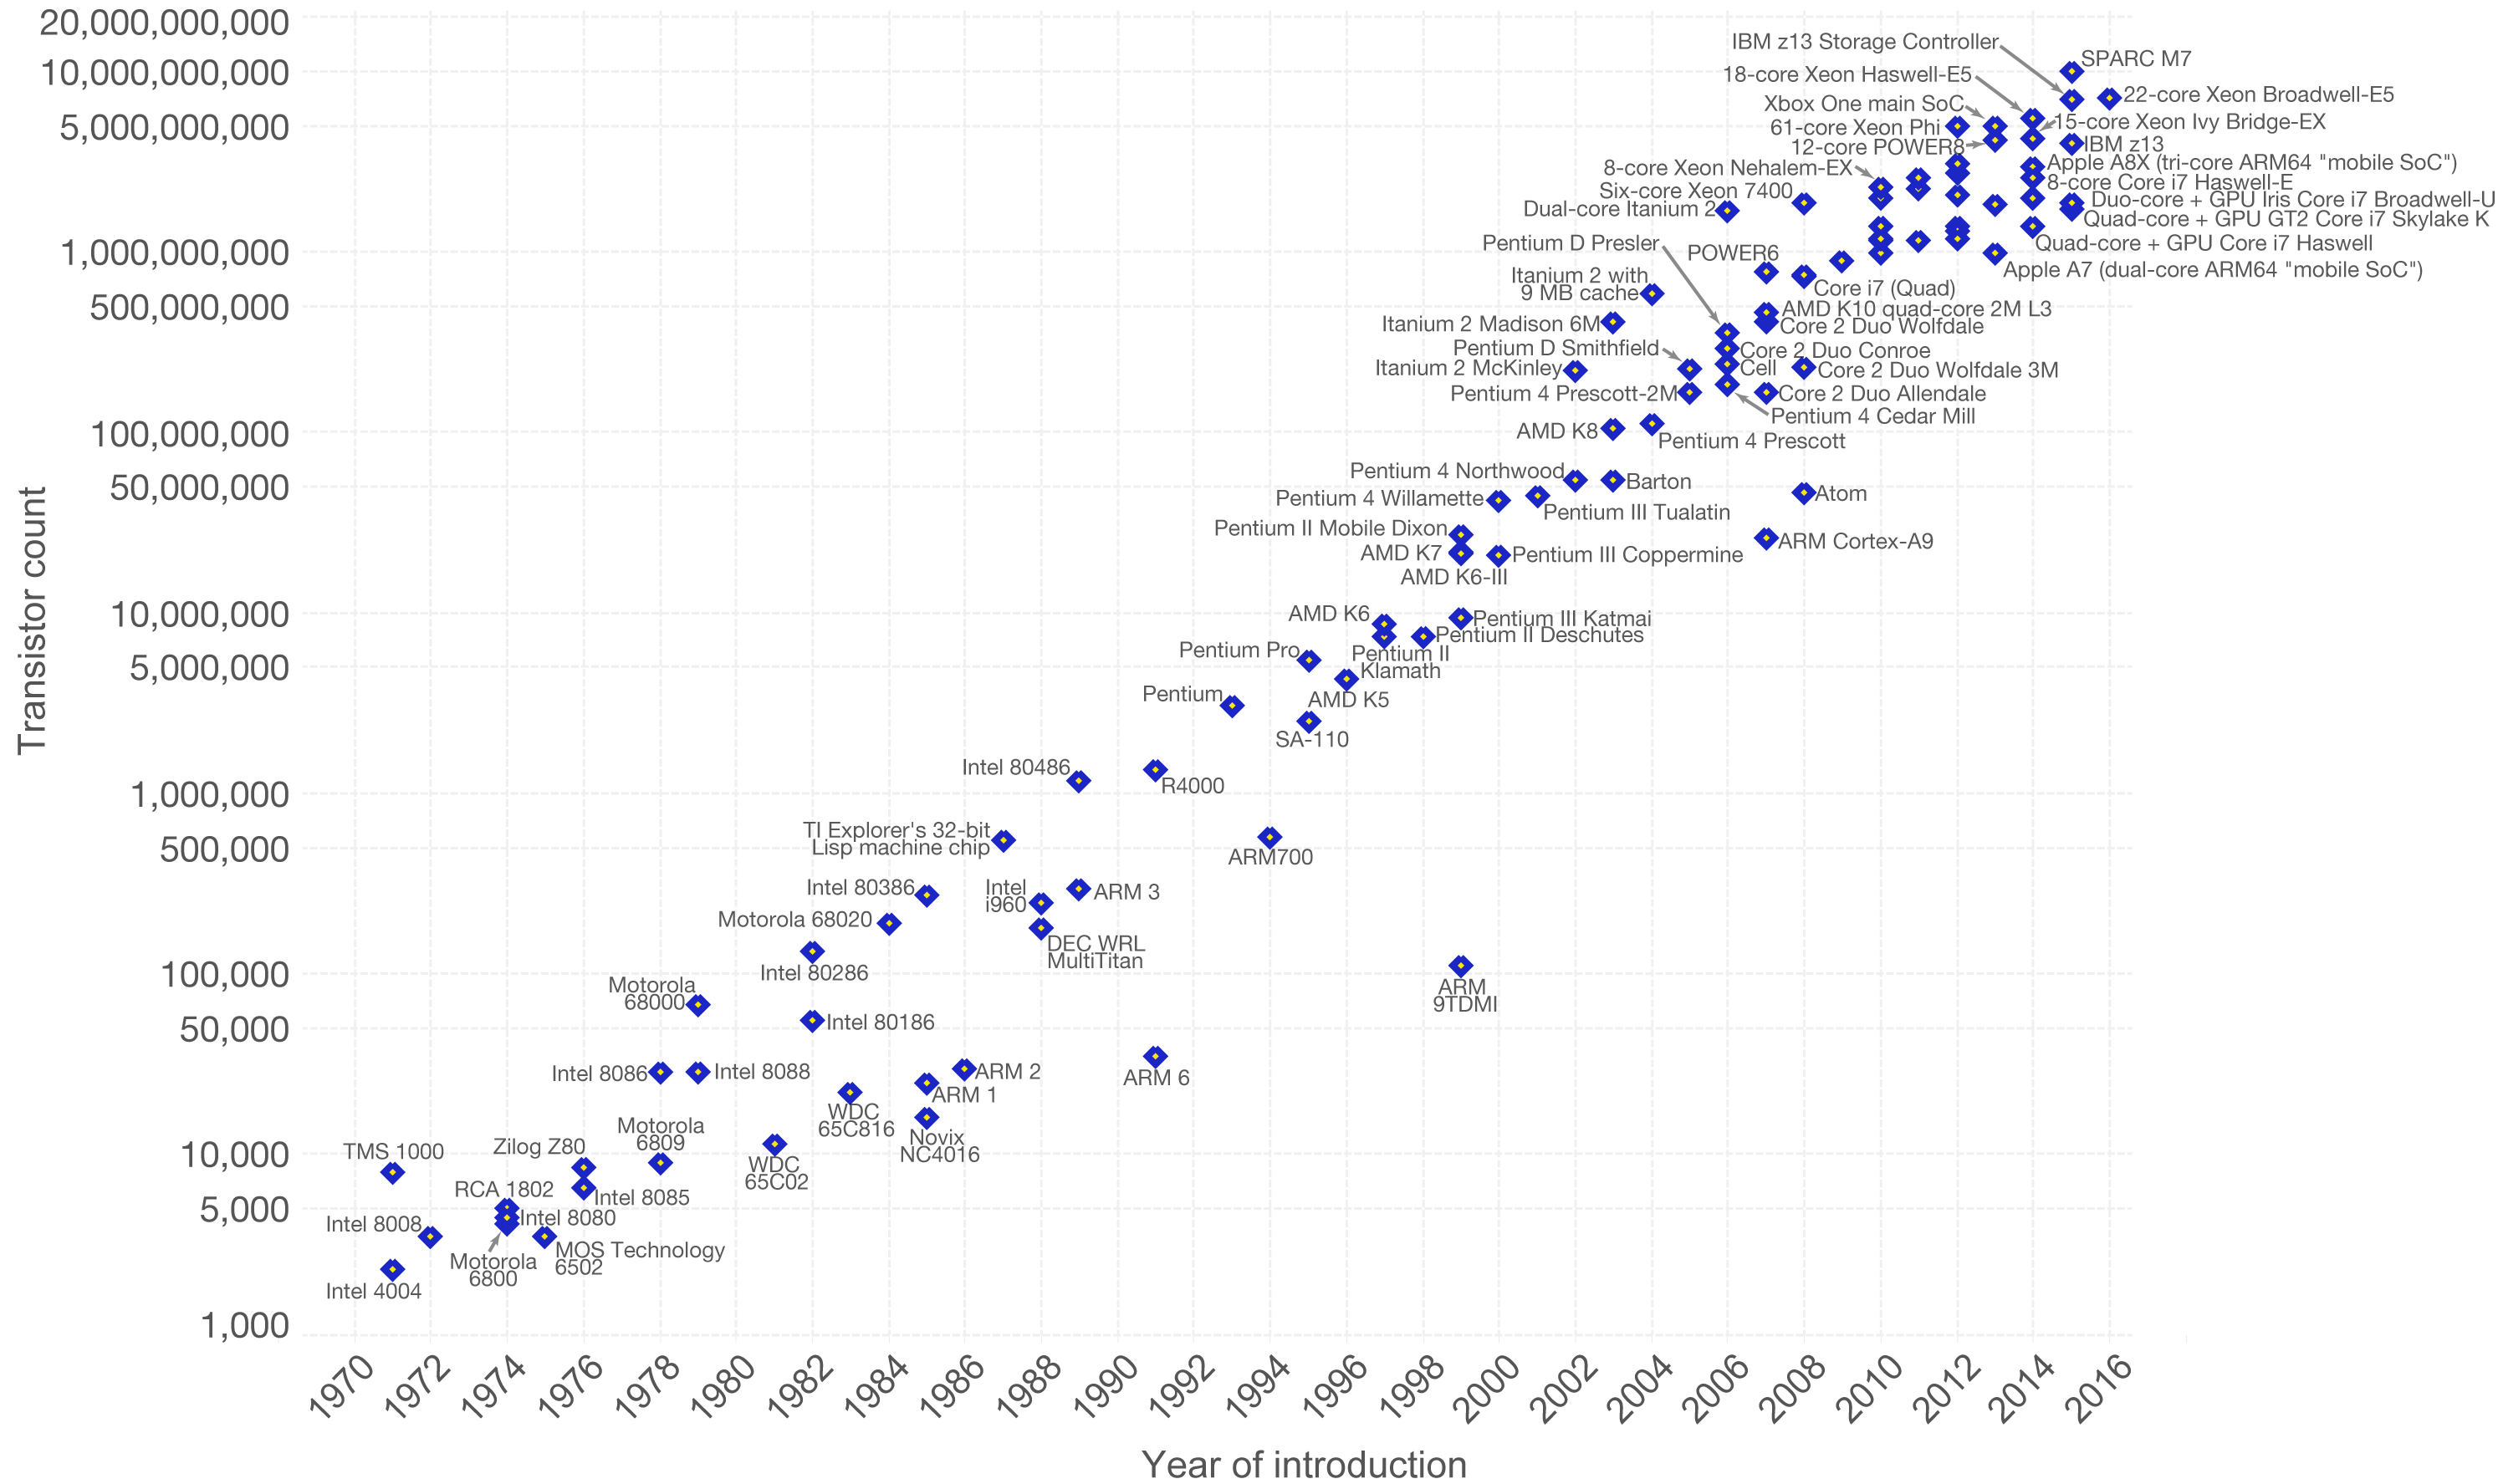 20,000,000,000
10,000,000,000
5,000,000,000
1,000,000,000
500,000,000
100,000,000
50,000,000
10,000,000
5,000,000
1,000,000
500,000
100,000
50,000
10,000
5,000
1,000
Transistor count
IBM z13 Storage Controller
SPARC M7
18-core Xeon Haswell-E5
22-core Xeon Broadwell-E5
Xbox One main SoC
61-core Xeon Phi
15-core Xeon Ivy Bridge-EX
12-core POWER8
IBM z13
8-core Xeon Nehalem-EX
Apple A8X (tri-core ARM64 "mobile SoC")
Six-core Xeon 7400
8-core Core i7 Haswell-E
Dual-core Itanium 2
Duo-core + GPU Iris Core i7 Broadwell-U
Quad-core + GPU GT2 Core i7 Skylake K
Pentium D Presler
POWER6
Quad-core + GPU Core i7 Haswell
Itanium 2 with
9 MB cache
Apple A7 (dual-core ARM64 "mobile SoC")
Core i7 (Quad)
AMD K10 quad-core 2M L3
Itanium 2 Madison 6M
Core 2 Duo Wolfdale
Pentium D Smithfield
Core 2 Duo Conroe
Itanium 2 McKinley
Cell
Core 2 Duo Wolfdale 3M
Pentium 4 Prescott-2M
Core 2 Duo Allendale
Pentium 4 Cedar Mill
AMD K8
Pentium 4 Prescott
Pentium 4 Northwood
Barton
Atom
Pentium 4 Willamette
Pentium III Tualatin
Pentium II Mobile Dixon
ARM Cortex-A9
AMD K7
Pentium III Coppermine
AMD K6-III
AMD K6
Pentium III Katmai
Pentium II Deschutes
Pentium Pro
Pentium II
Klamath
Pentium
AMD K5
SA-110
Intel 80486
R4000
TI Explorer's 32-bit
Lisp machine chip
ARM700
Intel 80386
Intel
i960
ARM 3
Motorola 68020
DEC WRL
MultiTitan
Intel 80286
Motorola
68000
ARM
9TDMI
Intel 80186
Intel 8086
Intel 8088
ARM 2
ARM 6
ARM 1
WDC
65C816
Motorola
6809
Novix
NC4016
TMS 1000
Zilog Z80
WDC
65C02
RCA 1802
Intel 8085
Intel 8008
Intel 8080
MOS Technology
6502
Motorola
6800
Intel 4004
1970
1972
1974
1976
1978
1980
1982
1984
1986
1988
1990
1992
1994
1996
1998
2000
2002
2004
2006
2008
2010
2012
2014
2016
Year of introduction